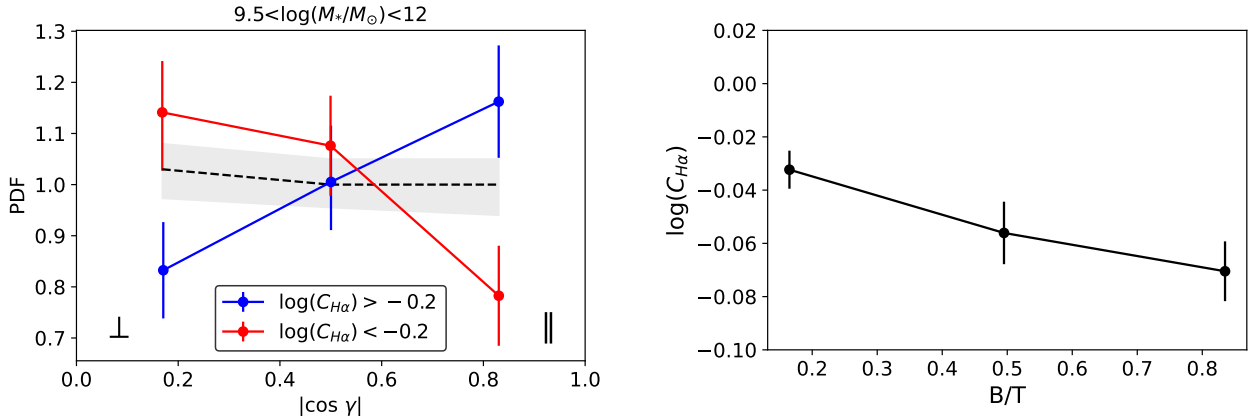 9.5<log(M*/M⊙)<12
1.3
1.2
1.1
1.0
0.9
0.8
0.7
PDF
⊥
∥
log(CHα) > −0.2
log(CHα) < −0.2
0.0 0.2 0.4 0.6 0.8 1.0
|cos γ|
0.02
0.00
−0.02
−0.04
−0.06
−0.08
−0.10
log(CHα)
0.2 0.3 0.4 0.5 0.6 0.7 0.8
B/T